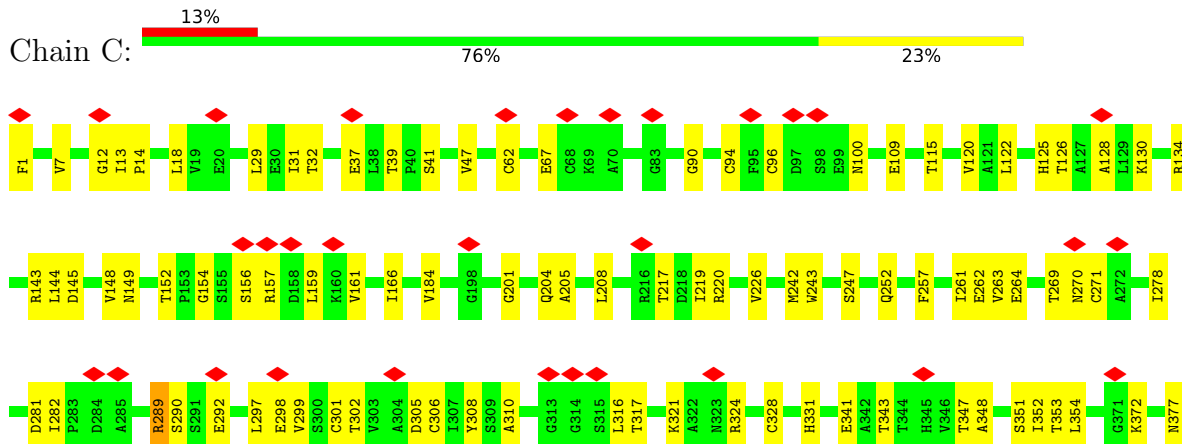 13%
Chain C:
76% 23%
F1 V7 G12 I13 P14 L18 V19 E20 L29 E30 I31 T32 E37 L38 T39 P40 S41 V47 C62 E67 C68 K69 A70 G83 G90 C94 F95 C96 D97 S98 E99 N100 E109 T115 V120 A121 L122 H125 T126 A127 A128 L129 K130 R134
R143 L144 D145 V148 N149 T152 P153 G154 S155 S156 R157 D158 L159 K160 V161 I166 V184 G198 G201 Q204 A205 L208 R216 T217 D218 I219 R220 V226 M242 W243 S247 Q252 F257 I261 E262 V263 E264 T269 N270 C271 A272 I278
D281 I282 P283 D284 A285 R289 S290 S291 E292 L297 E298 V299 S300 C301 T302 V303 A304 D305 C306 I307 Y308 S309 A310 G313 G314 S315 L316 T317 K321 A322 N323 R324 C328 H331 E341 A342 T343 T344 H345 V346 T347 A348 S351 I352 T353 L354 G371 K372 N377